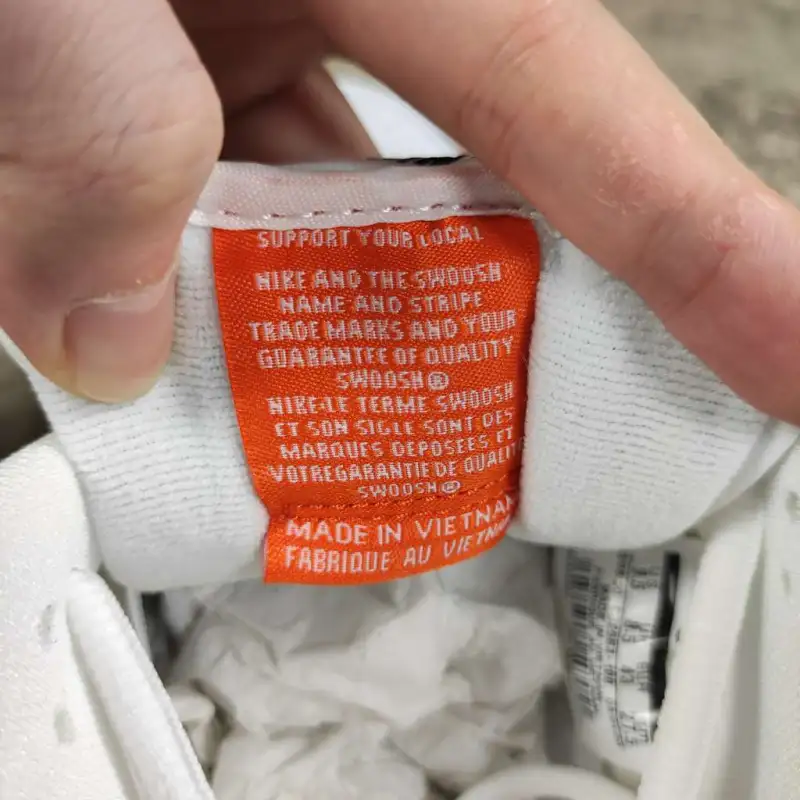 SUPPORT YOUR LOCAL
NIKE AND THE SWOOSH
NAME AND STRIPE
TRADE MARKS AND YOUR
GUARANTEE OF QUALITY
SWOOSH®
NIKE-LE TERME SWOOSH
ET SON SIGLE SONT DES
MARQUES DEPOSEES ET
VOTREGARANTIE DE QUALITE
SWOOSH®
MADE IN VIETNAM
FABRIQUE AU VIETNAM